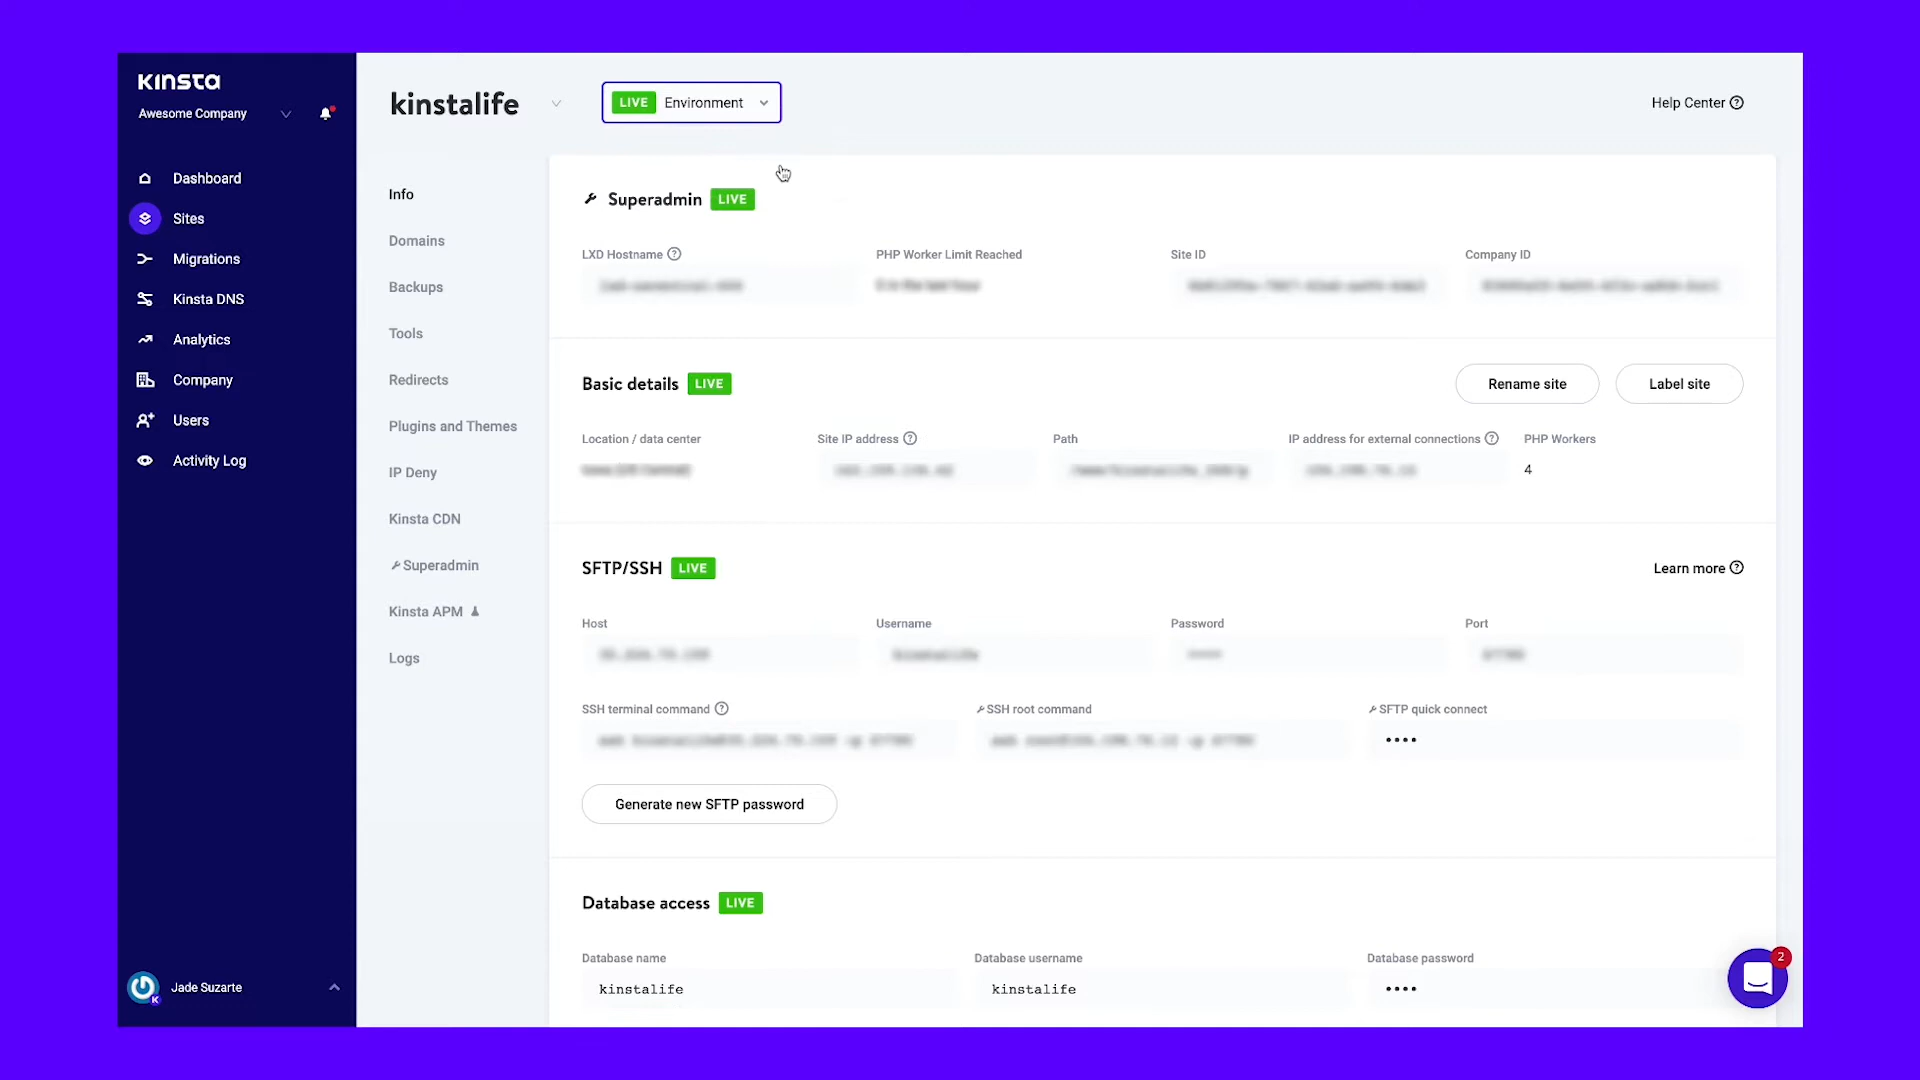 KINSTA
Awesome Company
Dashboard
Sites
Migrations
Kinsta DNS
Analytics
Company
Users
Activity Log
Jade Suzarte
K
kinstalife
LIVE Environment
Help Center ?
Info
Domains
Backups
Tools
Redirects
Plugins and Themes
IP Deny
Kinsta CDN
Superadmin
Kinsta APM
Logs
Superadmin LIVE
LXD Hostname ? PHP Worker Limit Reached Site ID Company ID
Basic details LIVE Rename site Label site
Location / data center Site IP address ? Path IP address for external connections ? PHP Workers
4
SFTP/SSH LIVE Learn more ?
Host Username Password Port
SSH terminal command ? SSH root command SFTP quick connect
••••
Generate new SFTP password
Database access LIVE
Database name Database username Database password
kinstalife kinstalife ••••
2